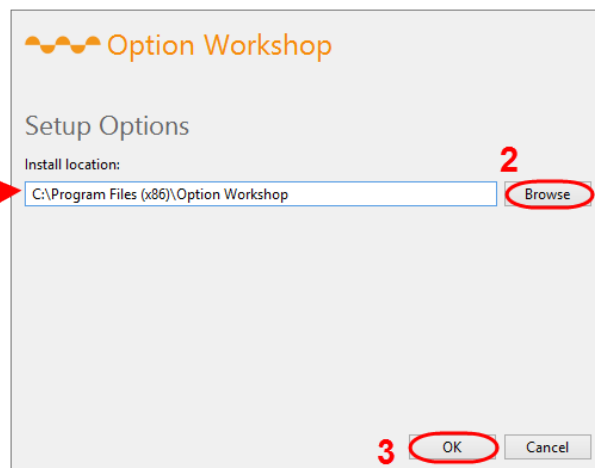 Option Workshop
Setup Options
Install location:
2
C:\Program Files (x86)\Option Workshop
Browse
3
OK
Cancel